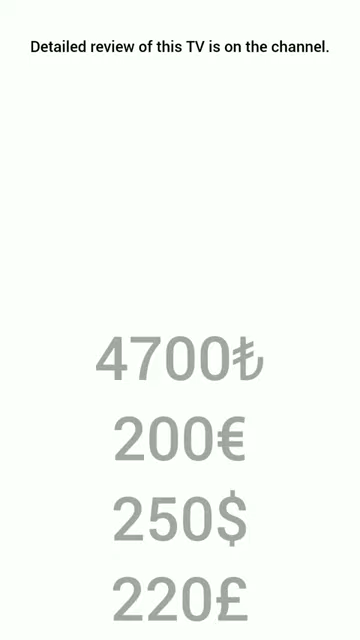 Detailed review of this TV is on the channel.
4700₺
200€
250$
220£